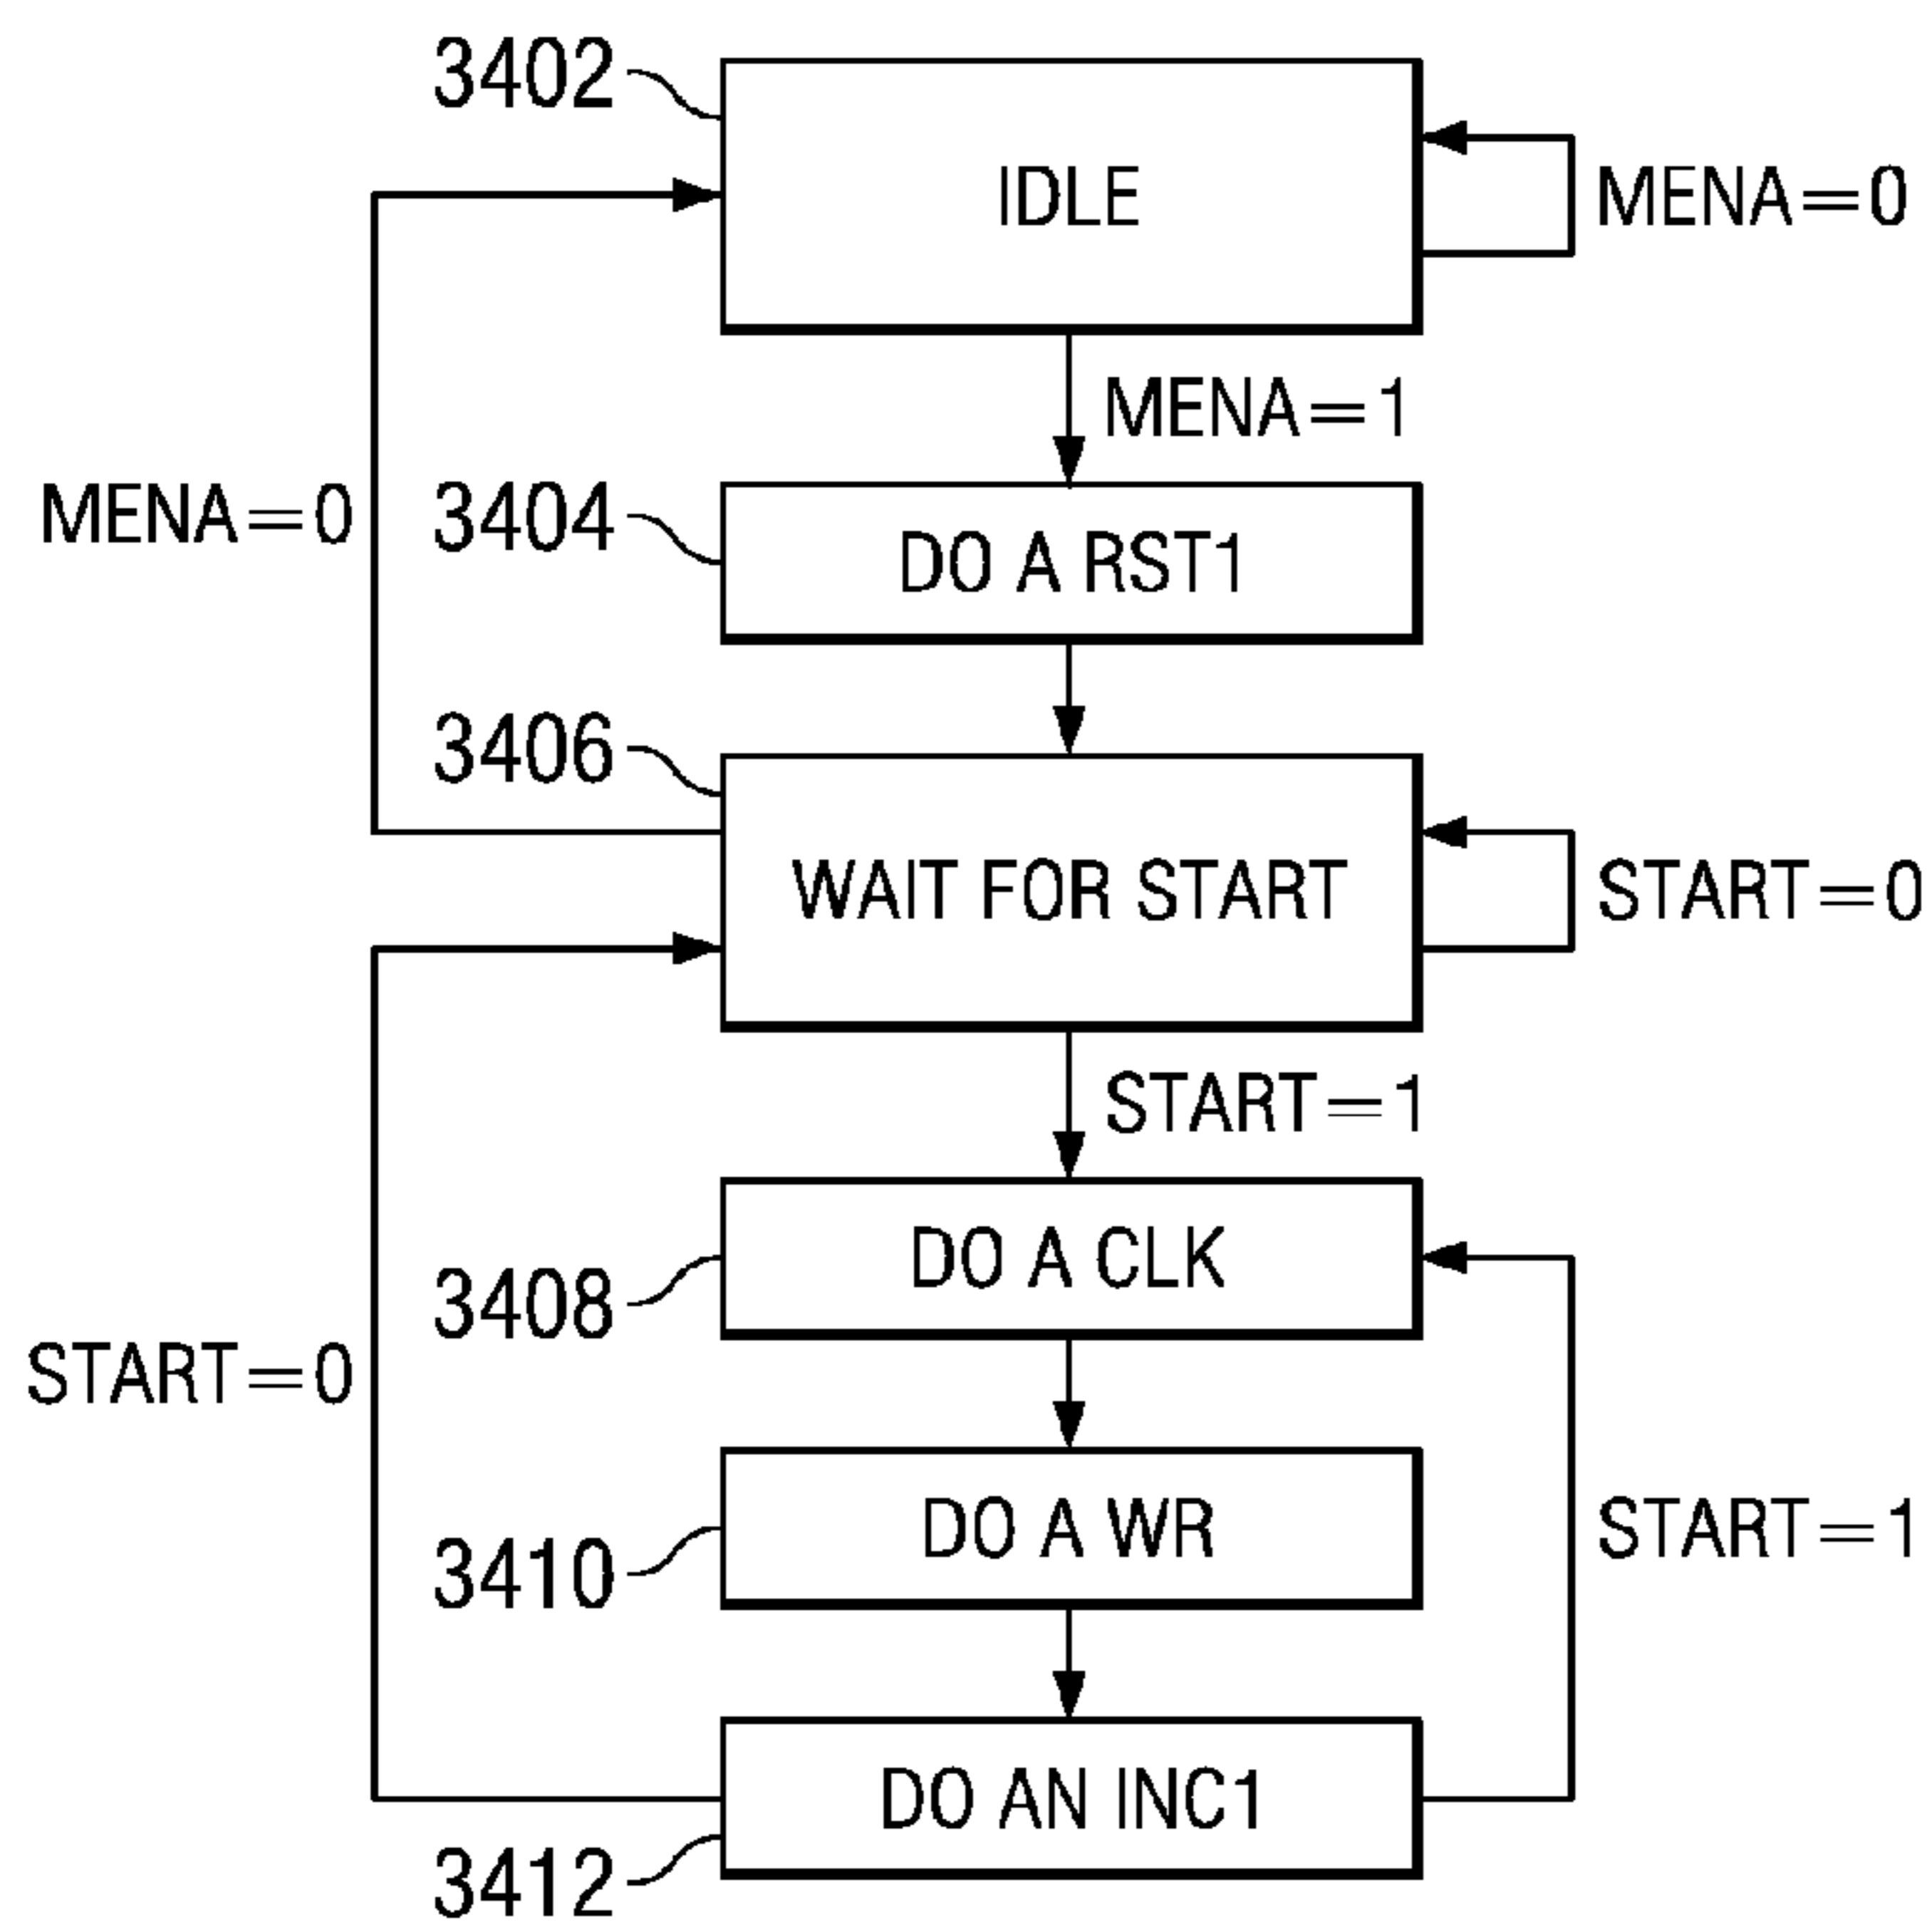 3402
IDLE
MENA=0
MENA=1
MENA=0
3404
DO A RST1
3406
WAIT FOR START
START=0
START=1
3408
DO A CLK
START=0
3410
DO A WR
START=1
3412
DO AN INC1